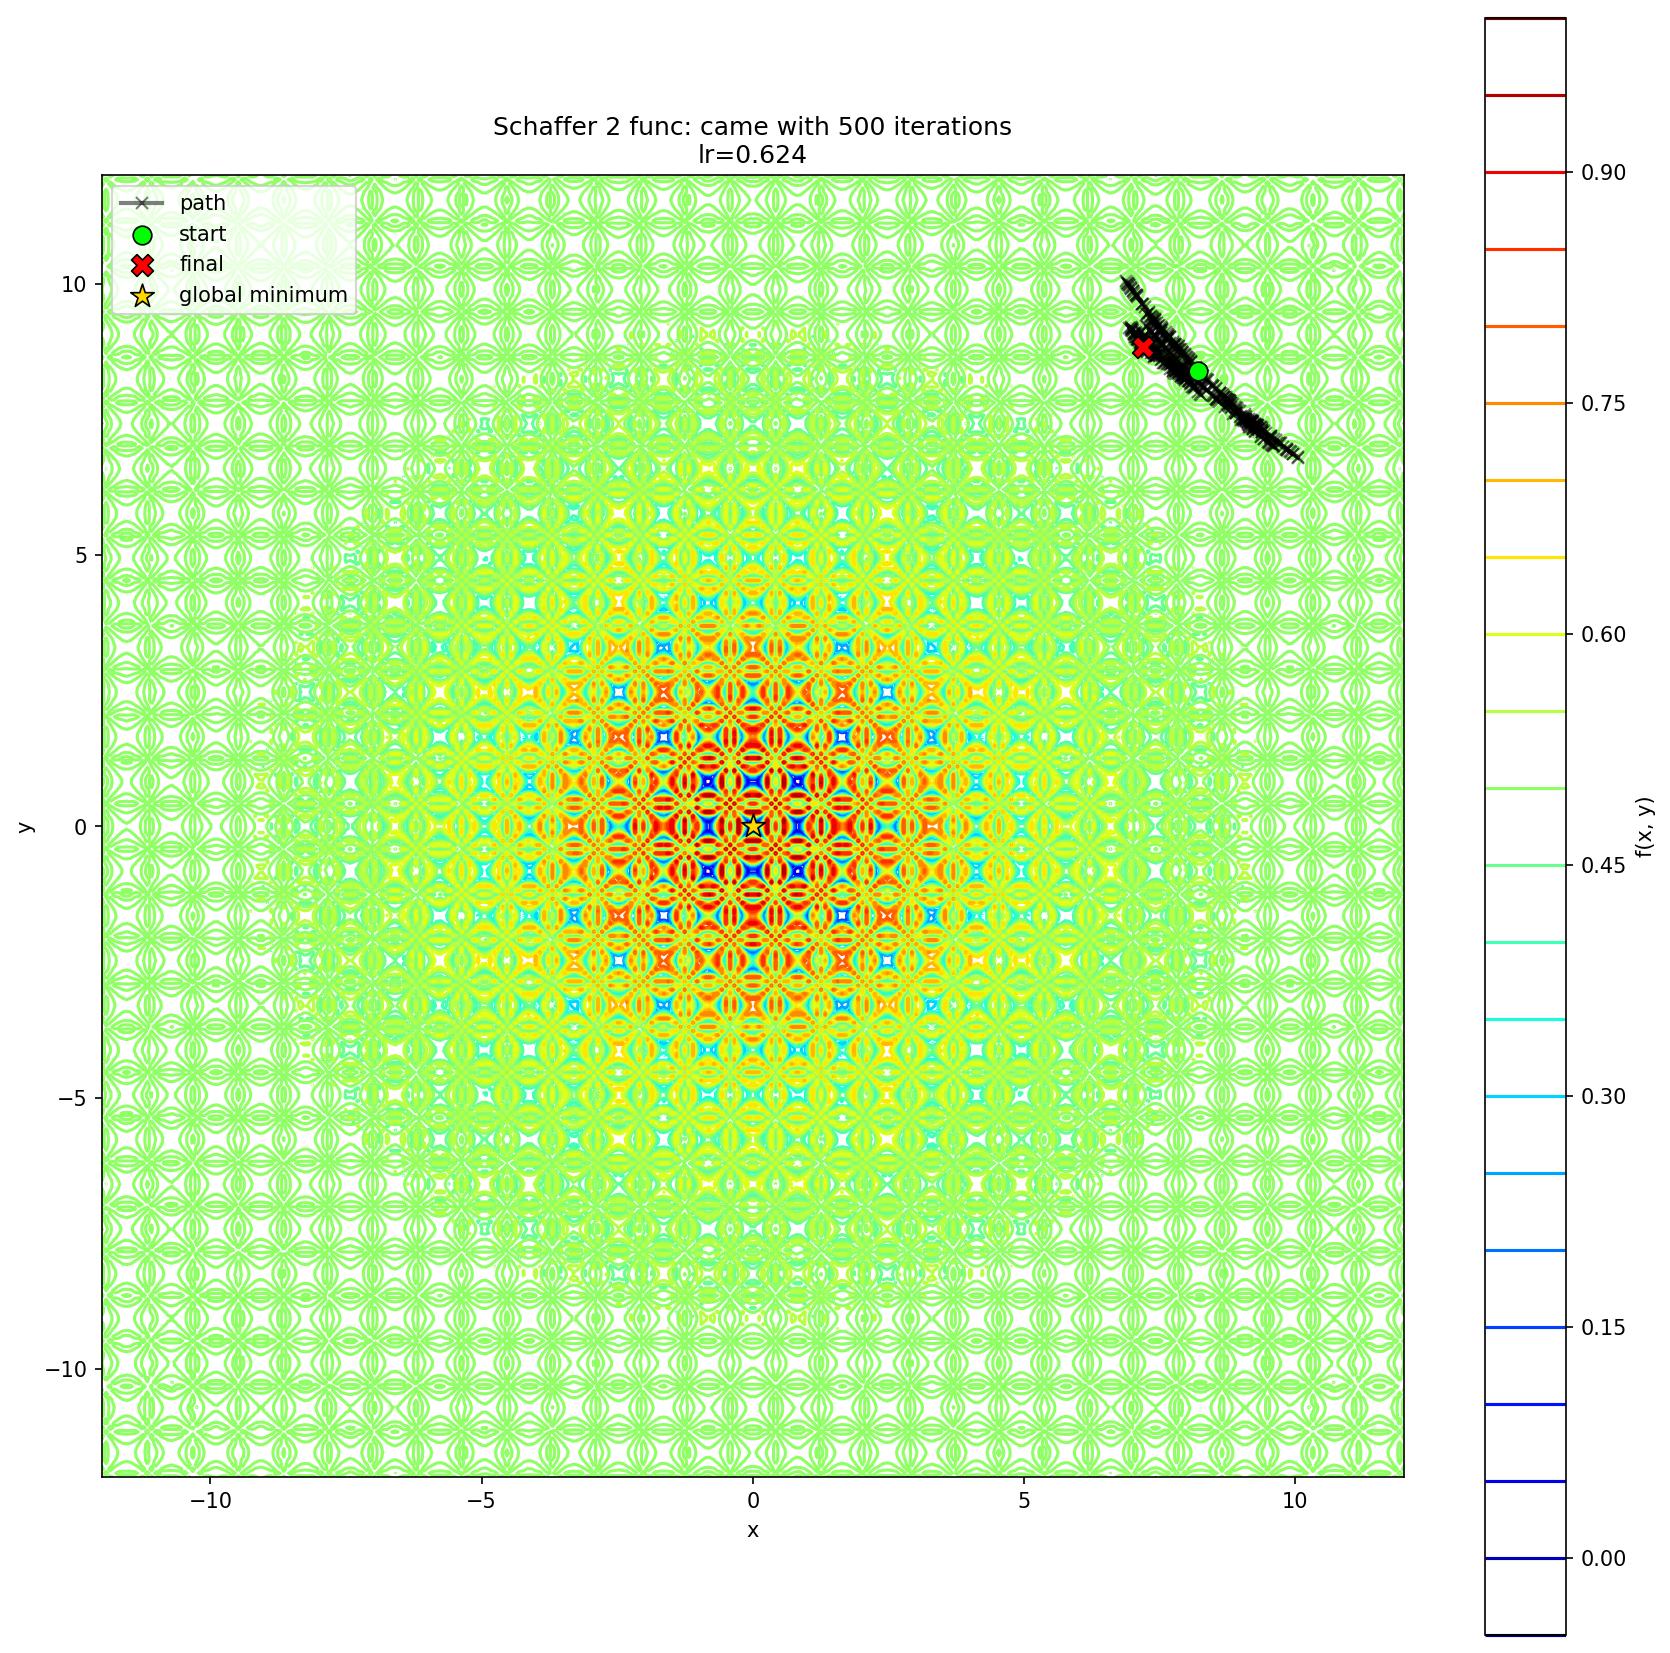 Schaffer 2 func: came with 500 iterations
lr=0.624
path
start
final
global minimum
10
5
0
−5
−10
y
−10
−5
0
5
10
x
0.90
0.75
0.60
0.45
0.30
0.15
0.00
f(x, y)